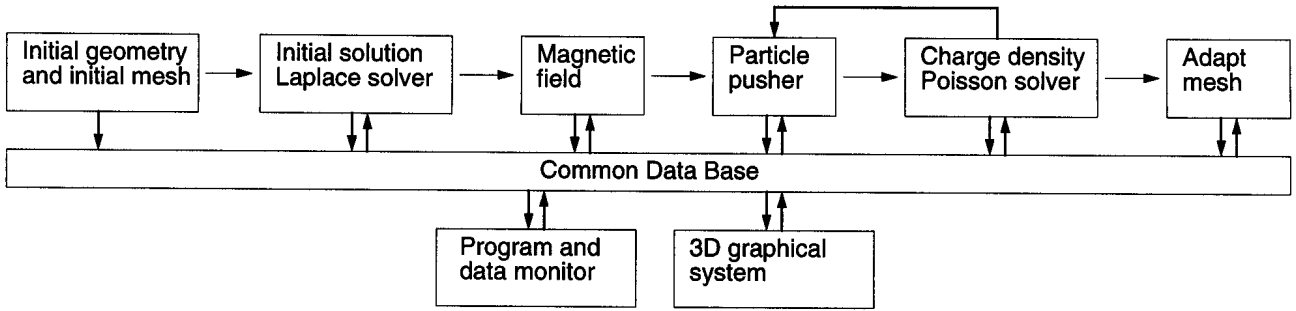 Initial geometry
and initial mesh
Initial solution
Laplace solver
Magnetic
field
Particle
pusher
Charge density
Poisson solver
Adapt
mesh
Common Data Base
Program and
data monitor
3D graphical
system